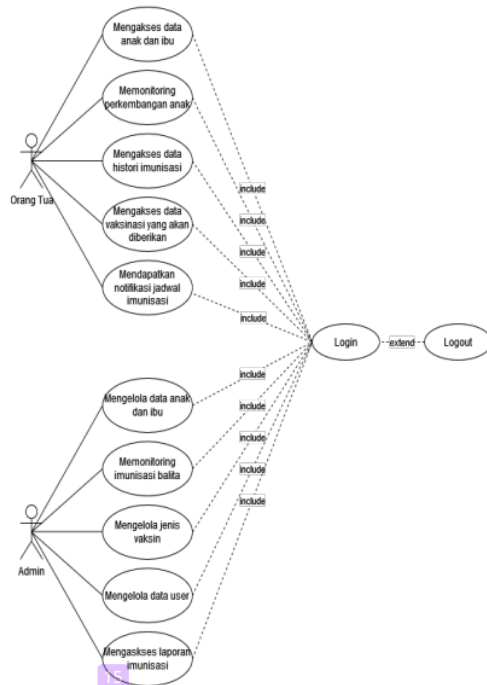 Mengakses data
anak dan ibu
Memonitoring
perkembangan anak
Mengakses data
histori imunisasi
Orang Tua
Mengakses data
vaksinasi yang akan
diberikan
Mendapatkan
notifikasi jadwal
imunisasi
include
include
include
include
include
Login
extend
Logout
include
include
include
include
include
Mengelola data anak
dan ibu
Memonitoring
imunisasi balita
Mengelola jenis
vaksin
Admin
Mengelola data user
Mengaskses laporan
imunisasi
15